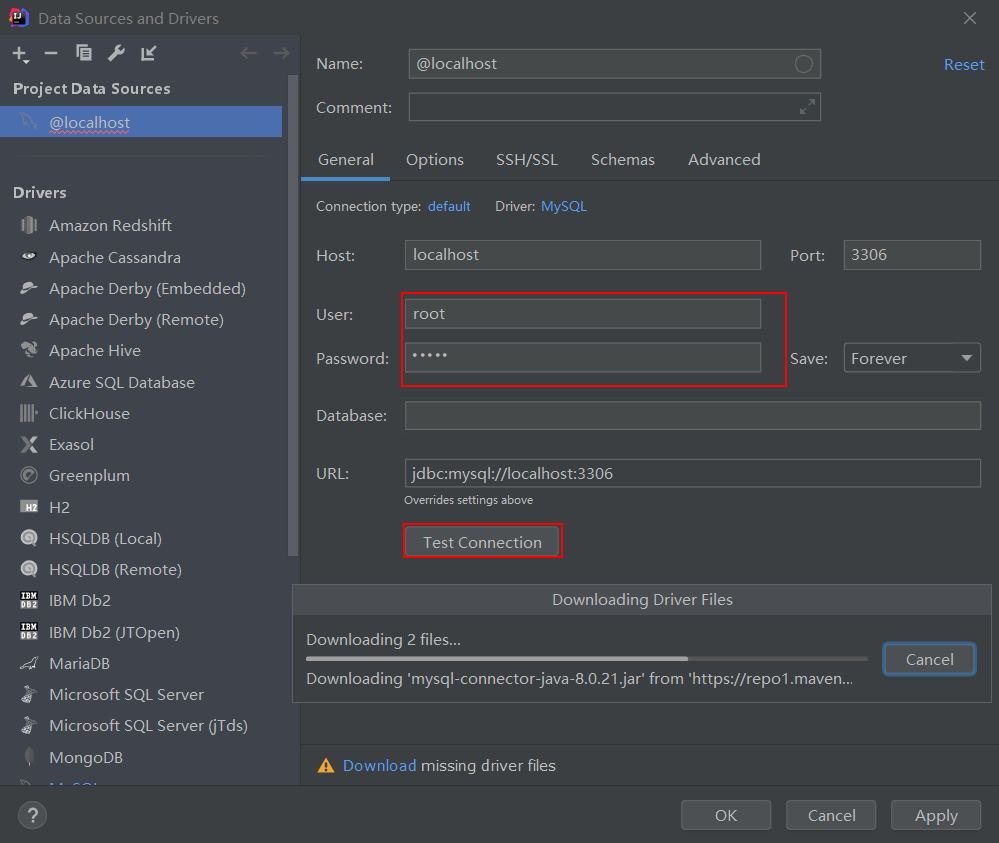 Data Sources and Drivers
Project Data Sources
@localhost
Drivers
Amazon Redshift
Apache Cassandra
Apache Derby (Embedded)
Apache Derby (Remote)
Apache Hive
Azure SQL Database
ClickHouse
Exasol
Greenplum
H2
HSQLDB (Local)
HSQLDB (Remote)
IBM Db2
IBM Db2 (JTOpen)
MariaDB
Microsoft SQL Server
Microsoft SQL Server (jTds)
MongoDB
MySQL
Name: @localhost
Reset
Comment:
General Options SSH/SSL Schemas Advanced
Connection type: default Driver: MySQL
Host: localhost Port: 3306
User: root
Password: ••••• Save: Forever
Database:
URL: jdbc:mysql://localhost:3306
Overrides settings above
Test Connection
Downloading Driver Files
Downloading 2 files...
Cancel
Downloading 'mysql-connector-java-8.0.21.jar' from 'https://repo1.maven...
Download missing driver files
? OK Cancel Apply